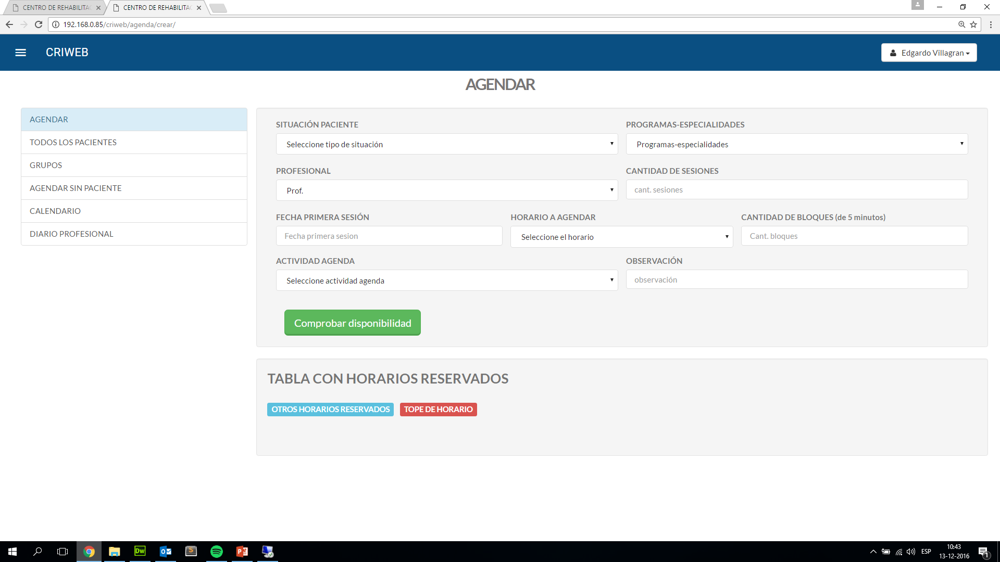 CENTRO DE REHABILITAC
CENTRO DE REHABILITAC
192.168.0.85/criweb/agenda/crear/
CRIWEB
Edgardo Villagran
AGENDAR
AGENDAR
TODOS LOS PACIENTES
GRUPOS
AGENDAR SIN PACIENTE
CALENDARIO
DIARIO PROFESIONAL
SITUACIÓN PACIENTE
Seleccione tipo de situación
PROGRAMAS-ESPECIALIDADES
Programas-especialidades
PROFESIONAL
Prof.
CANTIDAD DE SESIONES
cant. sesiones
FECHA PRIMERA SESIÓN
Fecha primera sesion
HORARIO A AGENDAR
Seleccione el horario
CANTIDAD DE BLOQUES (de 5 minutos)
Cant. bloques
ACTIVIDAD AGENDA
Seleccione actividad agenda
OBSERVACIÓN
observación
Comprobar disponibilidad
TABLA CON HORARIOS RESERVADOS
OTROS HORARIOS RESERVADOS
TOPE DE HORARIO
Dw
S
ESP
10:43
13-12-2016
1